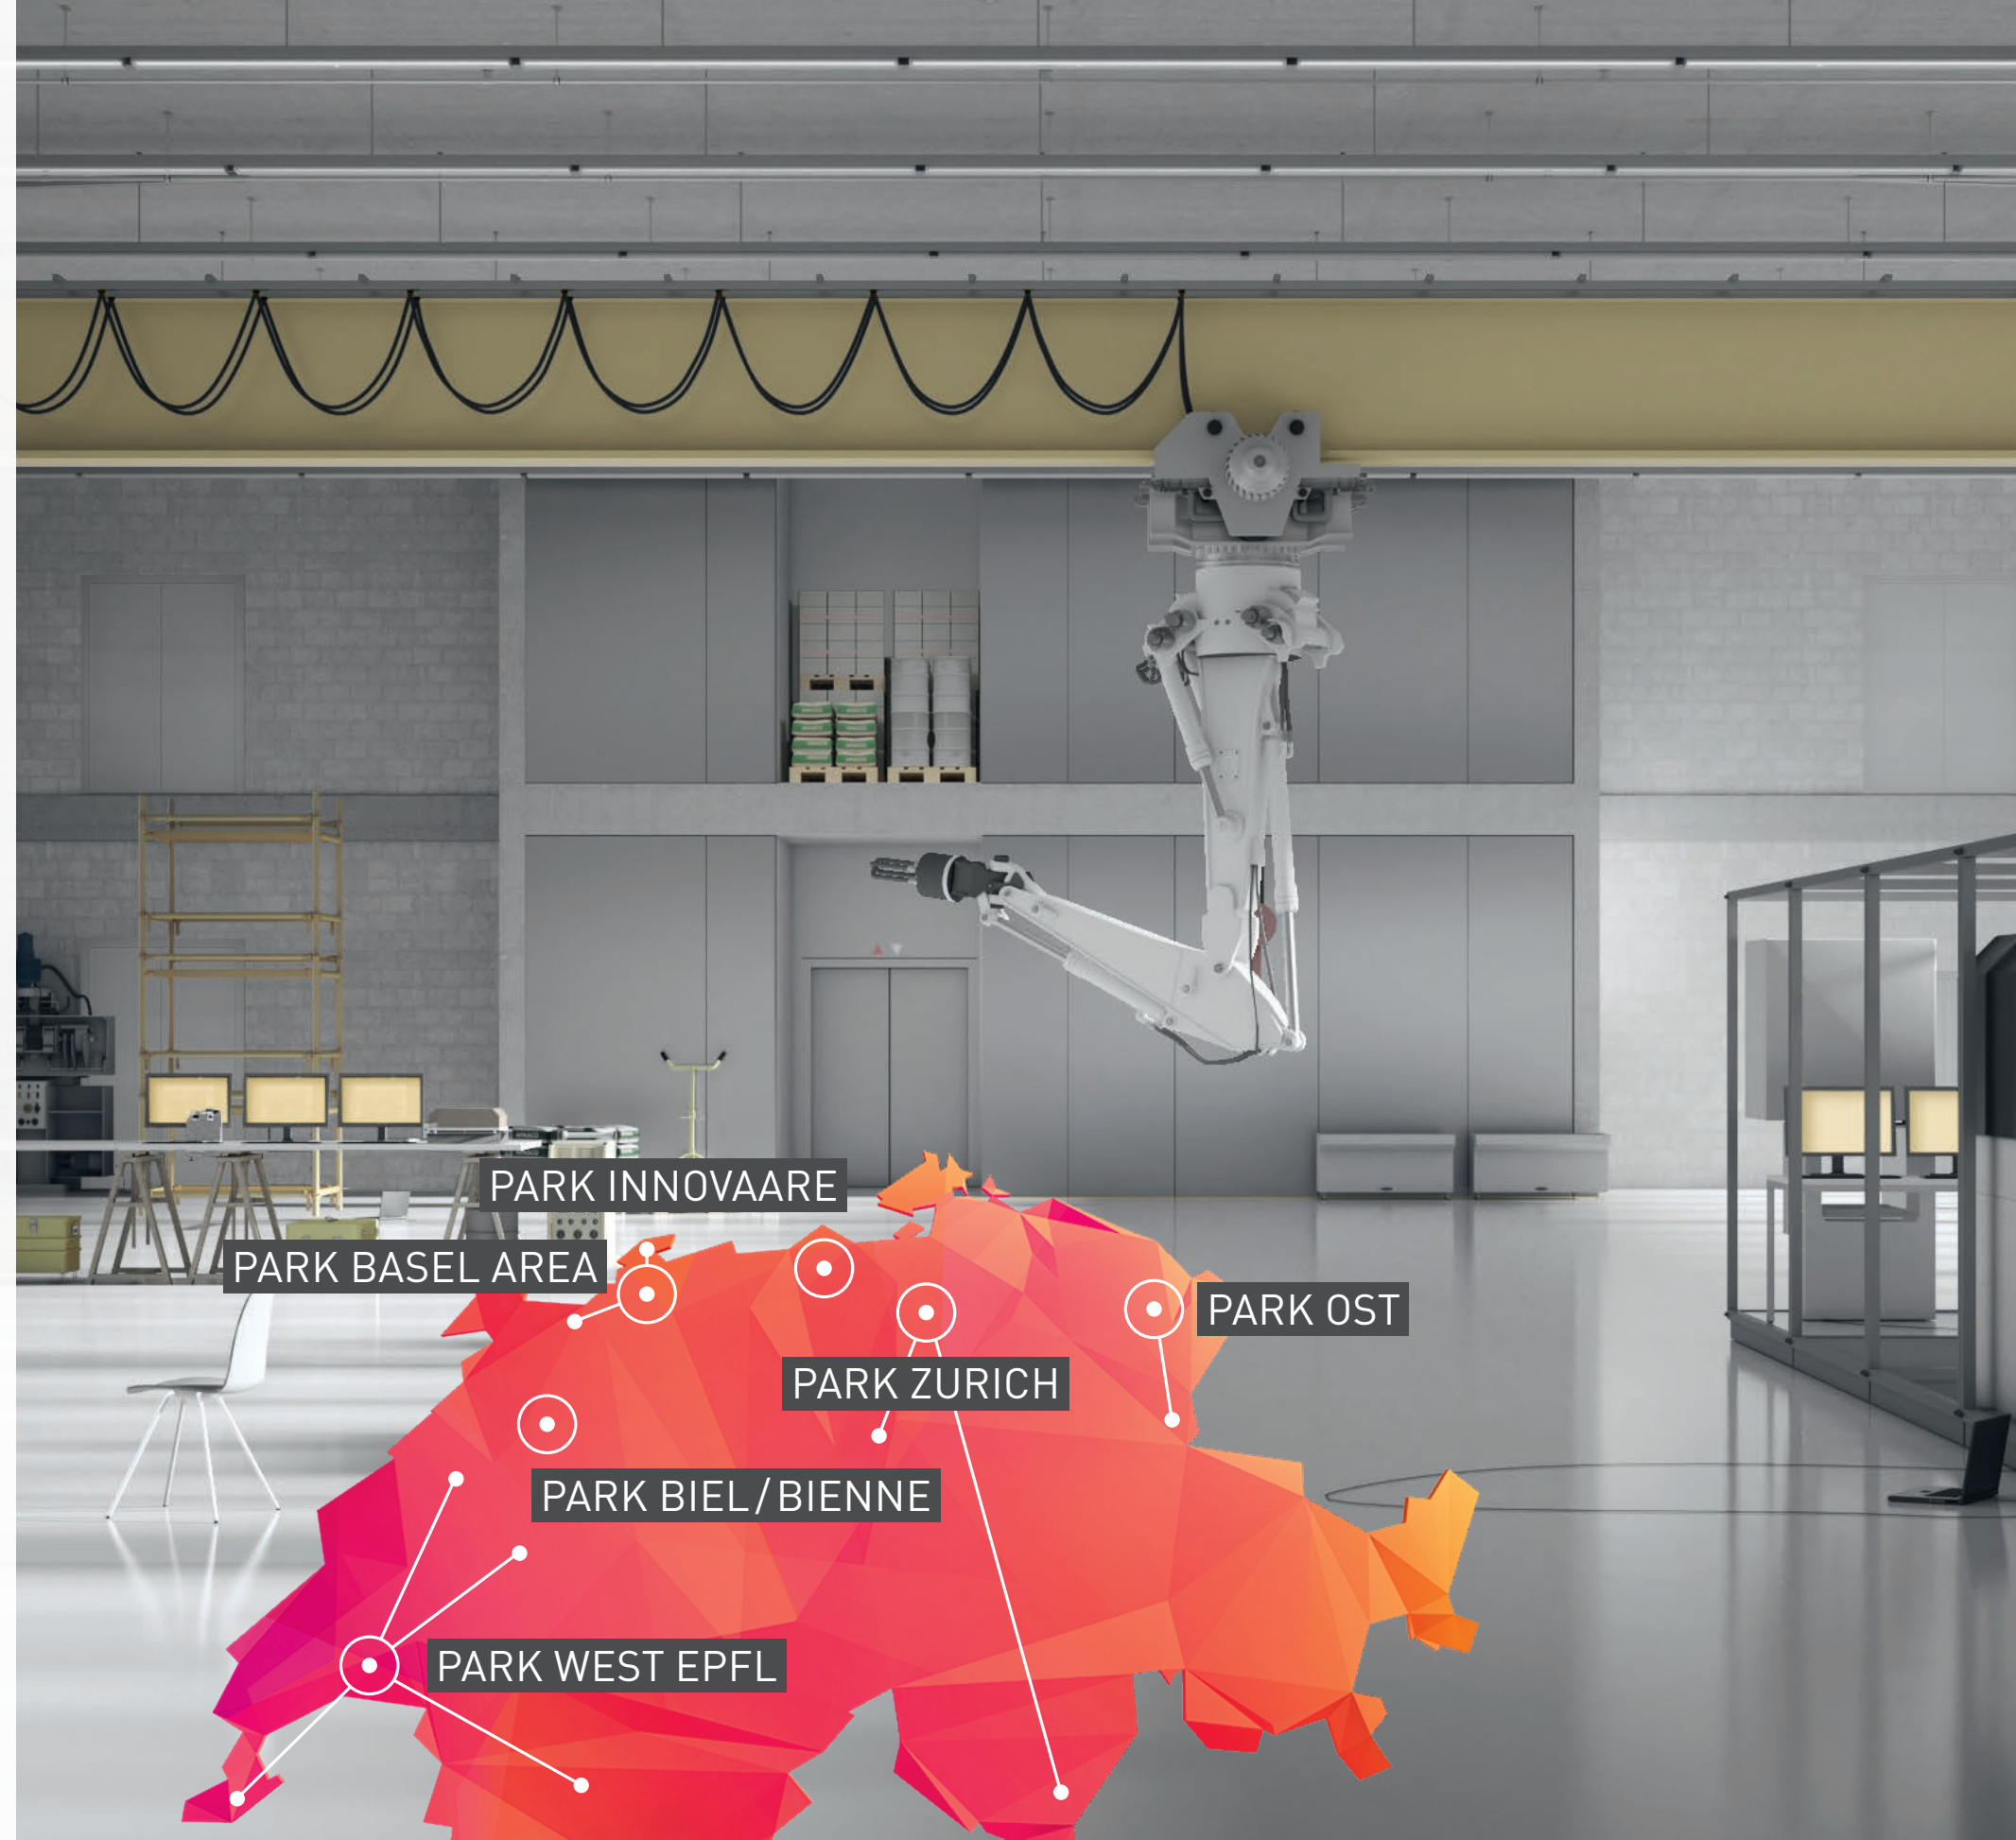 PARK INNOVAARE
PARK BASEL AREA
PARK OST
PARK ZURICH
PARK BIEL/BIENNE
PARK WEST EPFL